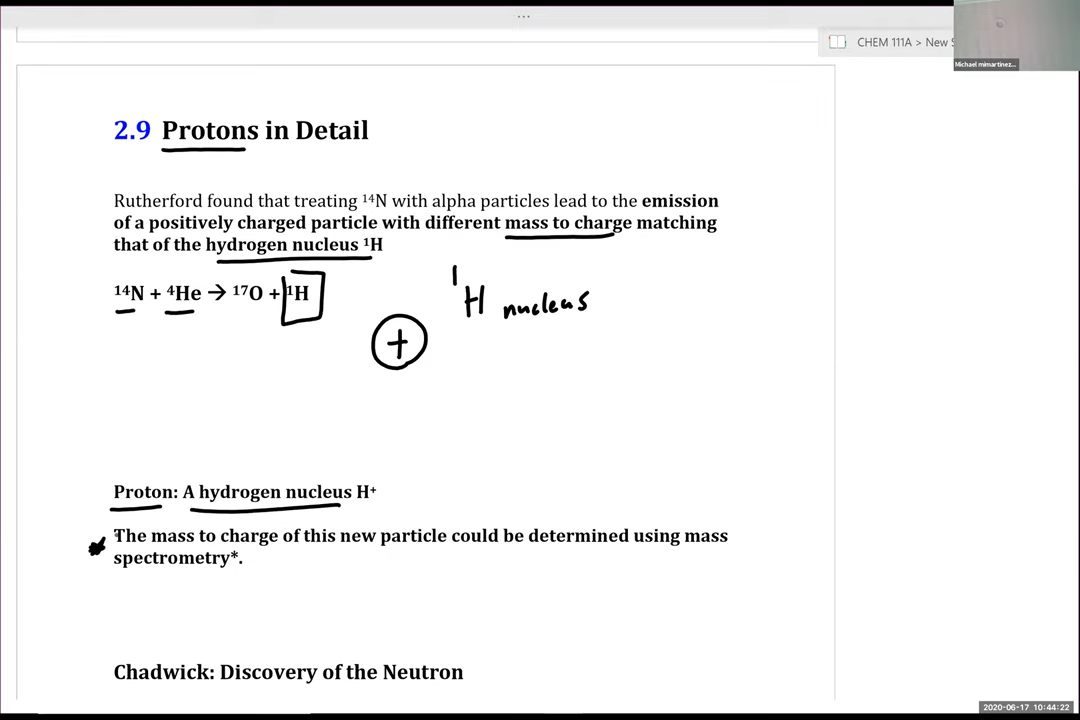 ...
CHEM 111A > New
Michael mimartinez...
2.9 Protons in Detail
Rutherford found that treating ¹⁴N with alpha particles lead to the emission
of a positively charged particle with different mass to charge matching
that of the hydrogen nucleus ¹H
¹⁴N + ⁴He → ¹⁷O + ¹H
¹H nucleus
+
Proton: A hydrogen nucleus H⁺
The mass to charge of this new particle could be determined using mass
spectrometry*.
Chadwick: Discovery of the Neutron
2020-06-17 10:44:22